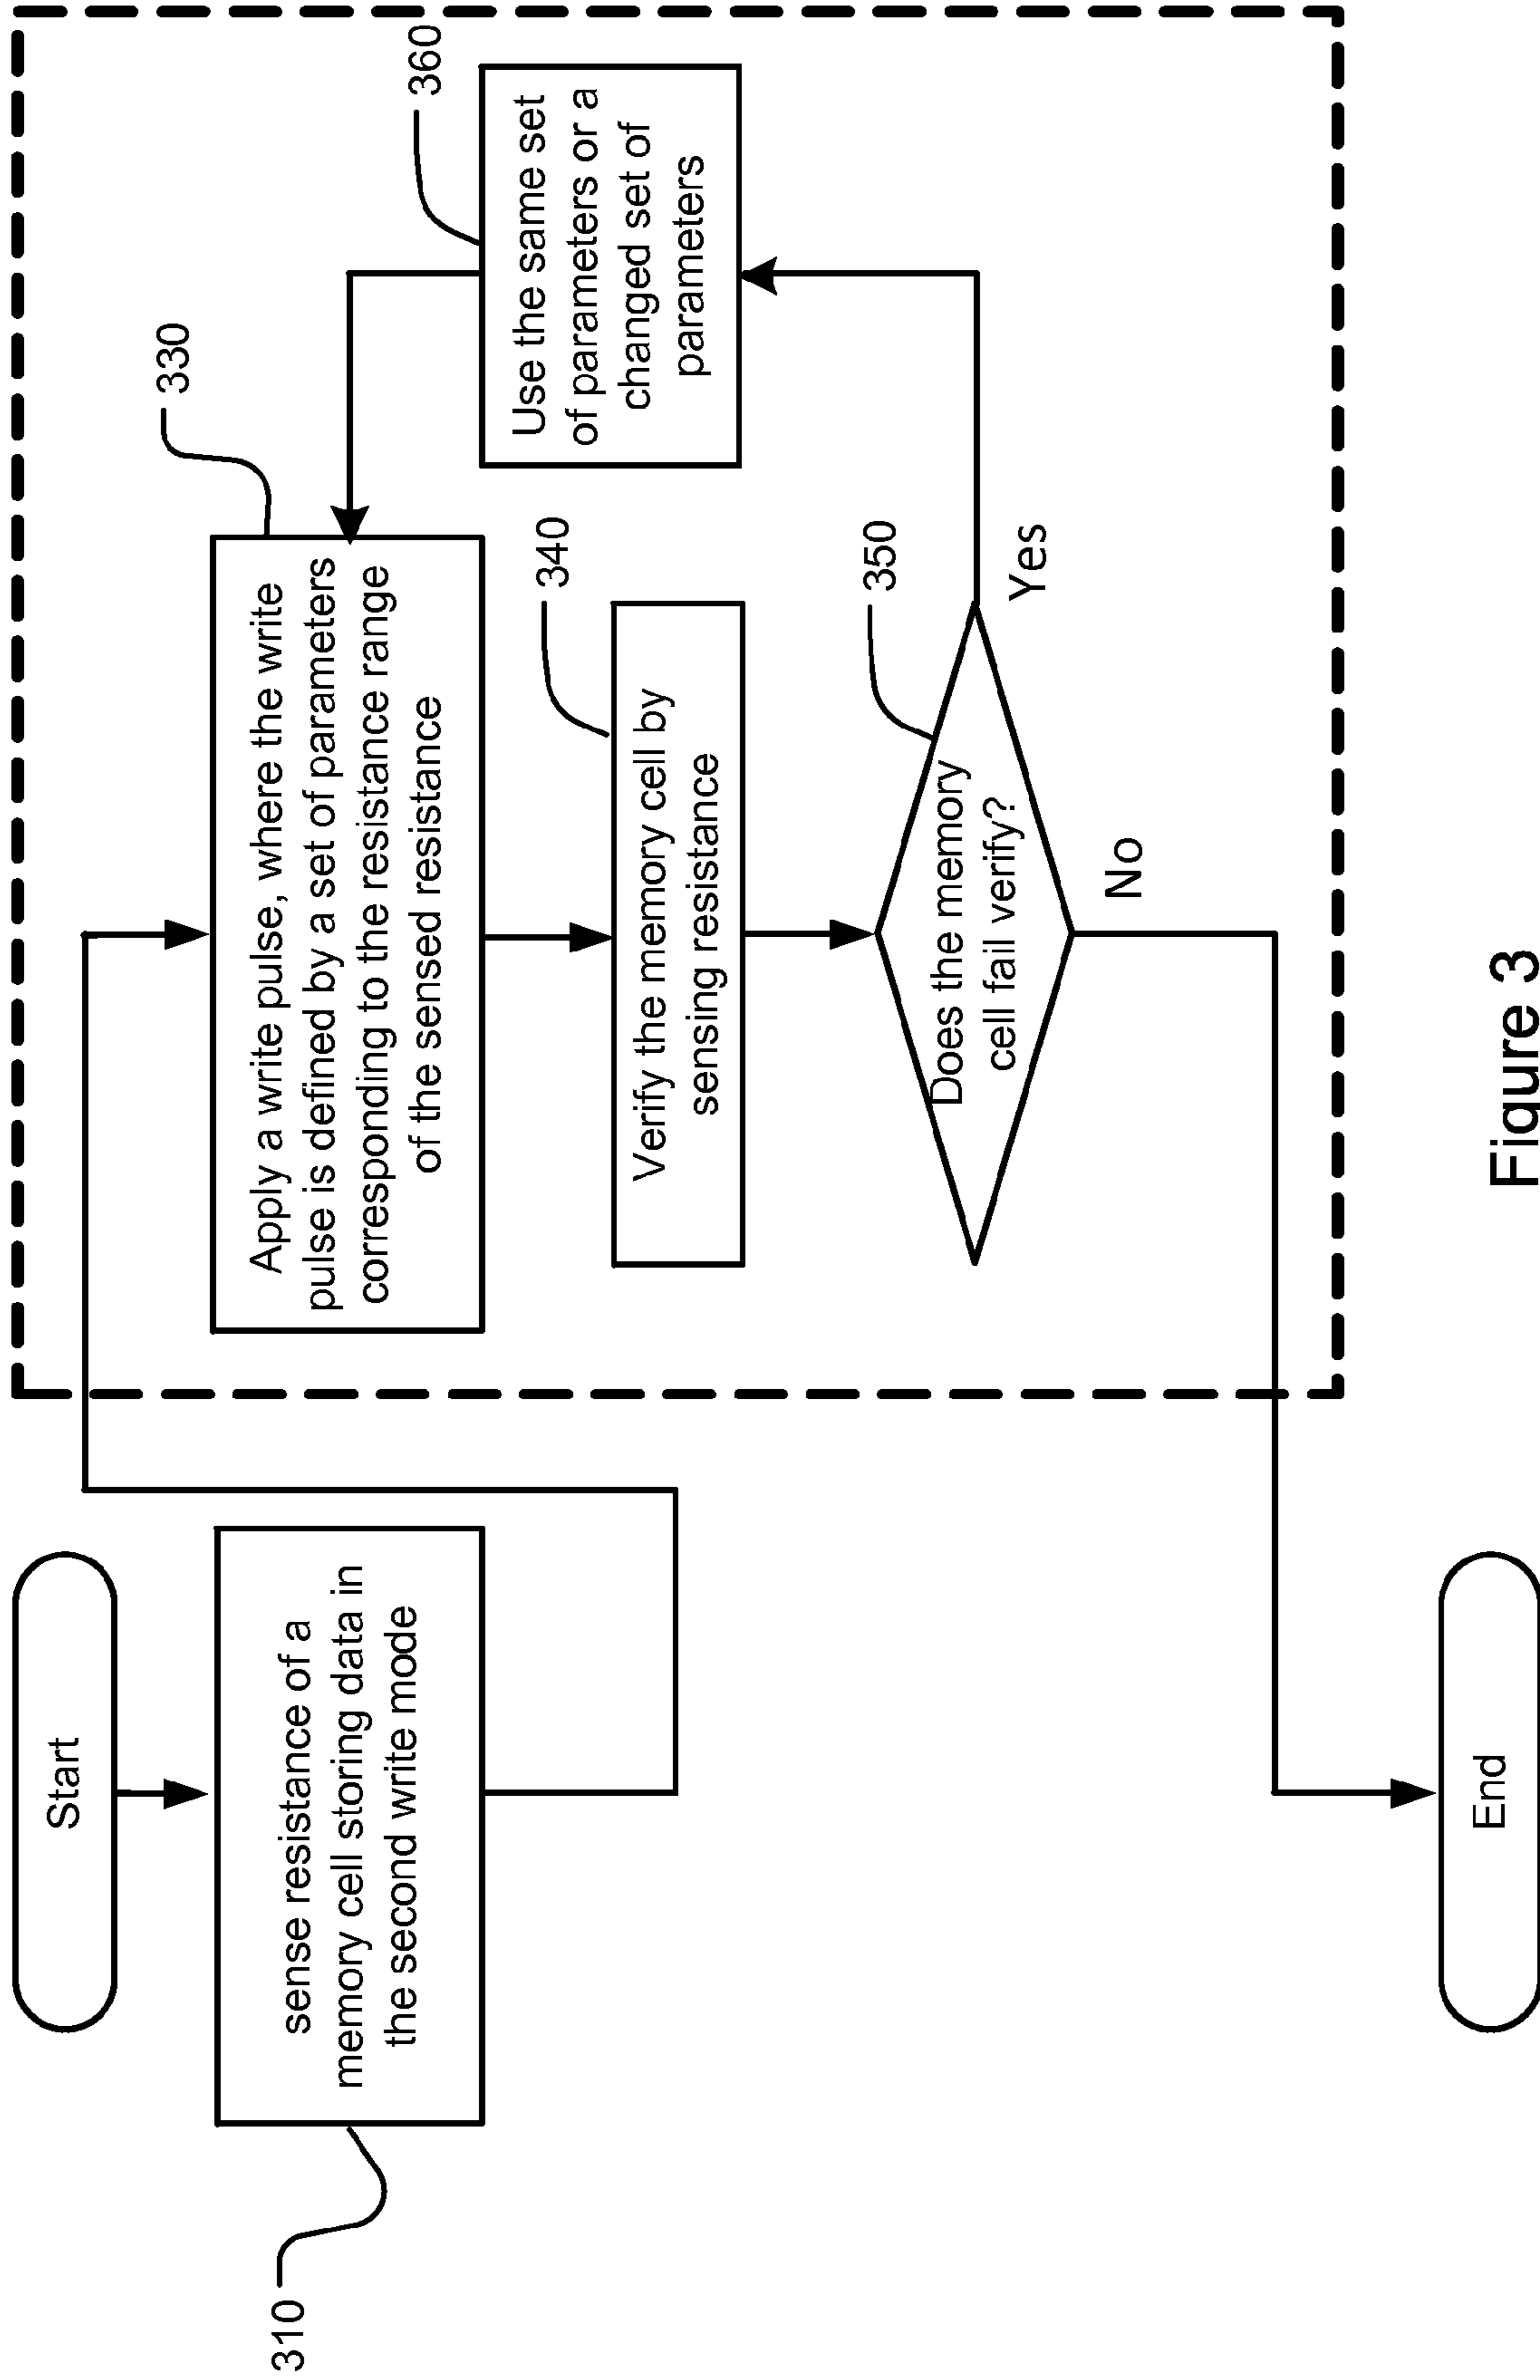 Start
310
sense resistance of a
memory cell storing data in
the second write mode
330
Apply a write pulse, where the write
pulse is defined by a set of parameters
corresponding to the resistance range
of the sensed resistance
360
Use the same set
of parameters or a
changed set of
parameters
340
Verify the memory cell by
sensing resistance
350
Does the memory
cell fail verify?
Yes
No
End
Figure 3